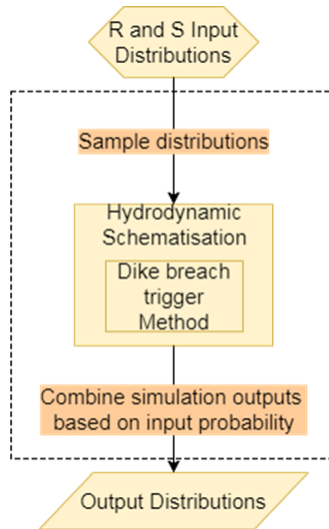 R and S Input
Distributions
Sample distributions
Hydrodynamic
Schematisation
Dike breach
trigger
Method
Combine simulation outputs
based on input probability
Output Distributions